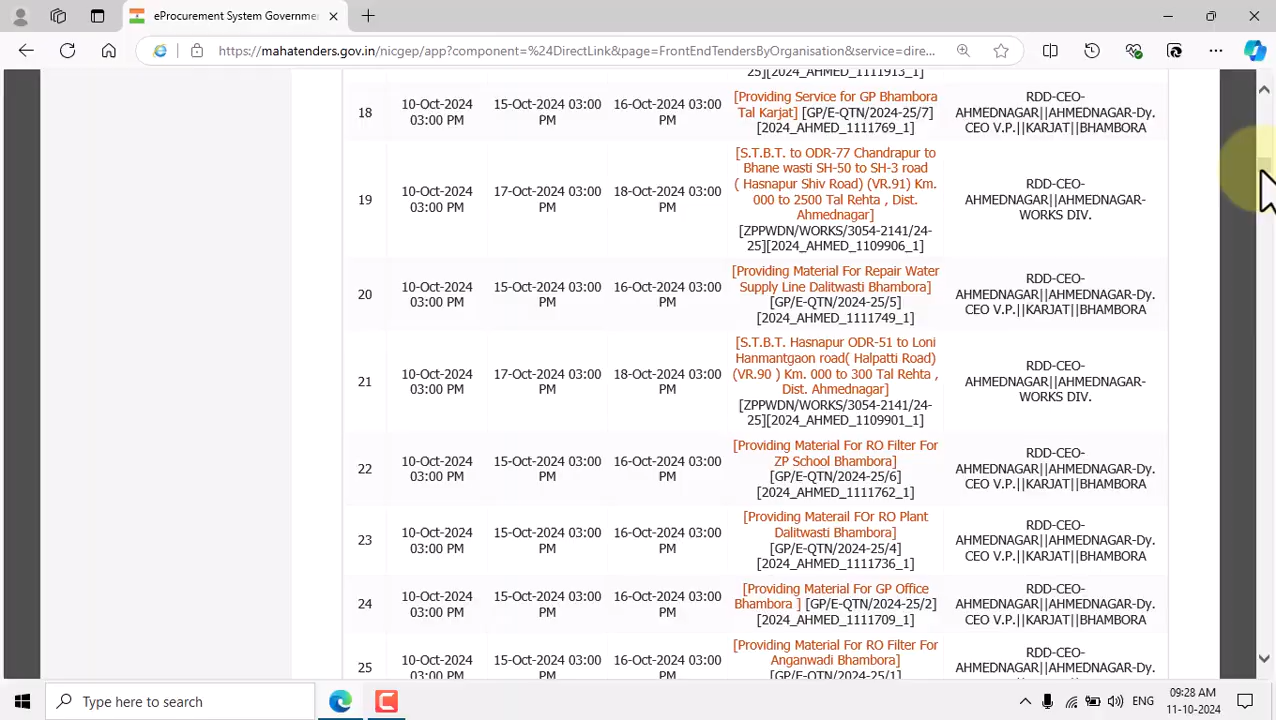 eProcurement System Governmen
https://mahatenders.gov.in/nicgep/app?component=%24DirectLink&page=FrontEndTendersByOrganisation&service=dire...
25][2024_AHMED_1111913_1]
18
10-Oct-2024
03:00 PM
15-Oct-2024 03:00
PM
16-Oct-2024 03:00
PM
[Providing Service for GP Bhambora
Tal Karjat] [GP/E-QTN/2024-25/7]
[2024_AHMED_1111769_1]
RDD-CEO-
AHMEDNAGAR||AHMEDNAGAR-Dy.
CEO V.P.||KARJAT||BHAMBORA
19
10-Oct-2024
03:00 PM
17-Oct-2024 03:00
PM
18-Oct-2024 03:00
PM
[S.T.B.T. to ODR-77 Chandrapur to
Bhane wasti SH-50 to SH-3 road
( Hasnapur Shiv Road) (VR.91) Km.
000 to 2500 Tal Rehta , Dist.
Ahmednagar]
[ZPPWDN/WORKS/3054-2141/24-
25][2024_AHMED_1109906_1]
RDD-CEO-
AHMEDNAGAR||AHMEDNAGAR-
WORKS DIV.
20
10-Oct-2024
03:00 PM
15-Oct-2024 03:00
PM
16-Oct-2024 03:00
PM
[Providing Material For Repair Water
Supply Line Dalitwasti Bhambora]
[GP/E-QTN/2024-25/5]
[2024_AHMED_1111749_1]
RDD-CEO-
AHMEDNAGAR||AHMEDNAGAR-Dy.
CEO V.P.||KARJAT||BHAMBORA
21
10-Oct-2024
03:00 PM
17-Oct-2024 03:00
PM
18-Oct-2024 03:00
PM
[S.T.B.T. Hasnapur ODR-51 to Loni
Hanmantgaon road( Halpatti Road)
(VR.90 ) Km. 000 to 300 Tal Rehta ,
Dist. Ahmednagar]
[ZPPWDN/WORKS/3054-2141/24-
25][2024_AHMED_1109901_1]
RDD-CEO-
AHMEDNAGAR||AHMEDNAGAR-
WORKS DIV.
22
10-Oct-2024
03:00 PM
15-Oct-2024 03:00
PM
16-Oct-2024 03:00
PM
[Providing Material For RO Filter For
ZP School Bhambora]
[GP/E-QTN/2024-25/6]
[2024_AHMED_1111762_1]
RDD-CEO-
AHMEDNAGAR||AHMEDNAGAR-Dy.
CEO V.P.||KARJAT||BHAMBORA
23
10-Oct-2024
03:00 PM
15-Oct-2024 03:00
PM
16-Oct-2024 03:00
PM
[Providing Materail FOr RO Plant
Dalitwasti Bhambora]
[GP/E-QTN/2024-25/4]
[2024_AHMED_1111736_1]
RDD-CEO-
AHMEDNAGAR||AHMEDNAGAR-Dy.
CEO V.P.||KARJAT||BHAMBORA
24
10-Oct-2024
03:00 PM
15-Oct-2024 03:00
PM
16-Oct-2024 03:00
PM
[Providing Material For GP Office
Bhambora ] [GP/E-QTN/2024-25/2]
[2024_AHMED_1111709_1]
RDD-CEO-
AHMEDNAGAR||AHMEDNAGAR-Dy.
CEO V.P.||KARJAT||BHAMBORA
25
10-Oct-2024
03:00 PM
15-Oct-2024 03:00
PM
16-Oct-2024 03:00
PM
[Providing Material For RO Filter For
Anganwadi Bhambora]
[GP/E-QTN/2024-25/1]
RDD-CEO-
AHMEDNAGAR||AHMEDNAGAR-Dy.
Type here to search
ENG
09:28 AM
11-10-2024